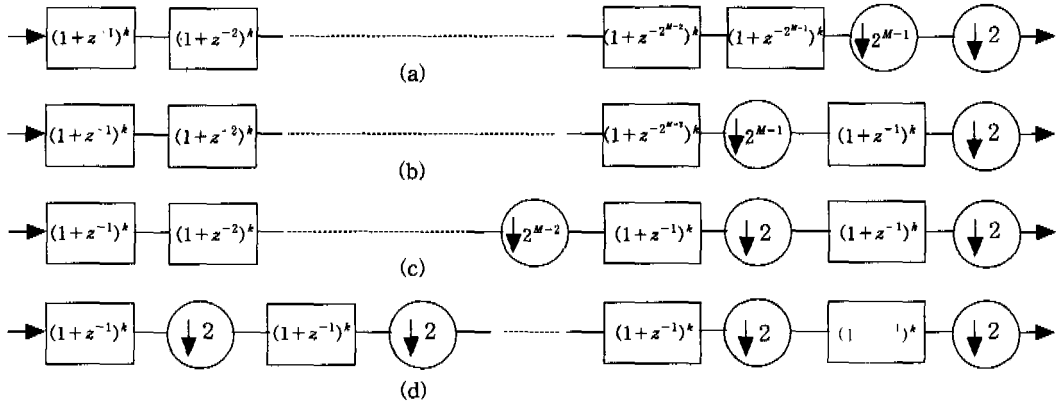 (1+z⁻¹)ᵏ (1+z⁻²)ᵏ (1+z^{-2^{M-2}})ᵏ (1+z^{-2^{M-1}})ᵏ ↓2^{M-1} ↓2
(a)
(1+z⁻¹)ᵏ (1+z⁻²)ᵏ (1+z^{-2^{M-2}})ᵏ ↓2^{M-1} (1+z⁻¹)ᵏ ↓2
(b)
(1+z⁻¹)ᵏ (1+z⁻²)ᵏ ↓2^{M-2} (1+z⁻¹)ᵏ ↓2 (1+z⁻¹)ᵏ ↓2
(c)
(1+z⁻¹)ᵏ ↓2 (1+z⁻¹)ᵏ ↓2 (1+z⁻¹)ᵏ ↓2 (1 ¹)ᵏ ↓2
(d)